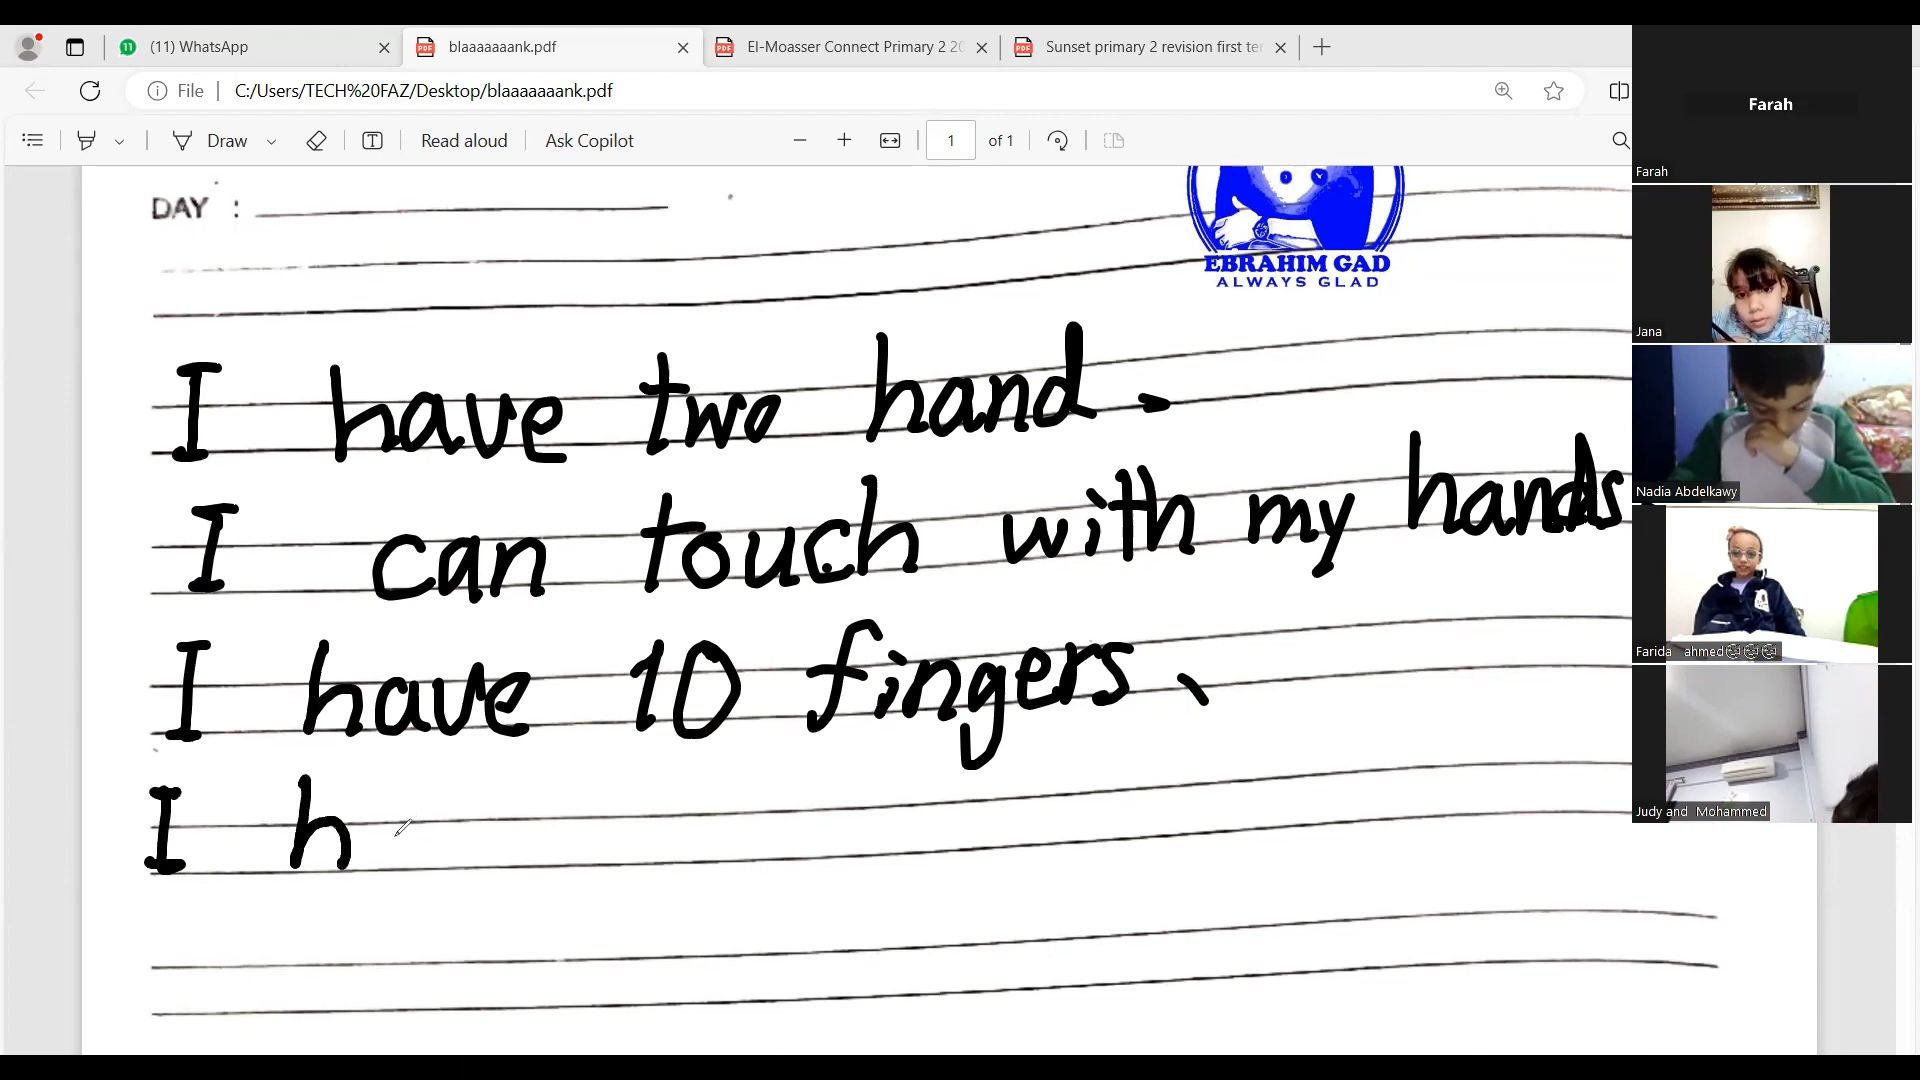 (11) WhatsApp
blaaaaaaank.pdf
El-Moasser Connect Primary 2 20
Sunset primary 2 revision first ter
File
C:/Users/TECH%20FAZ/Desktop/blaaaaaaank.pdf
Draw
Read aloud
Ask Copilot
1 of 1
DAY :
EBRAHIM GAD
ALWAYS GLAD
I have two hand.
I can touch with my hands
I have 10 fingers.
I h
Farah
Farah
Jana
Nadia Abdelkawy
Farida ahmed
Judy and Mohammed